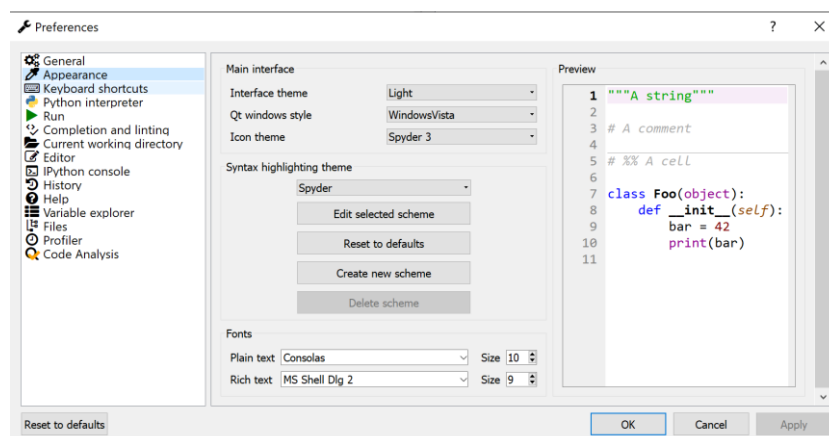 Preferences
?
General
Appearance
Keyboard shortcuts
Python interpreter
Run
Completion and linting
Current working directory
Editor
IPython console
History
Help
Variable explorer
Files
Profiler
Code Analysis
Main interface
Interface theme Light
Qt windows style WindowsVista
Icon theme Spyder 3
Syntax highlighting theme
Spyder
Edit selected scheme
Reset to defaults
Create new scheme
Delete scheme
Fonts
Plain text Consolas Size 10
Rich text MS Shell Dlg 2 Size 9
Preview
1 """A string"""
2
3 # A comment
4
5 # %% A cell
6
7 class Foo(object):
8     def __init__(self):
9         bar = 42
10         print(bar)
11
Reset to defaults
OK Cancel Apply